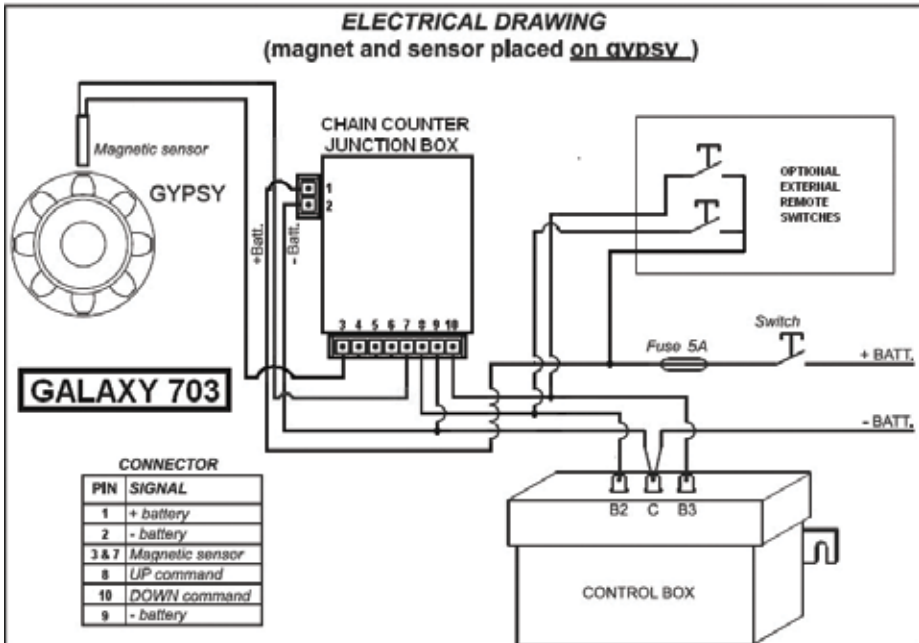 ELECTRICAL DRAWING
(magnet and sensor placed on gypsy )
Magnetic sensor
GYPSY
CHAIN COUNTER
JUNCTION BOX
1
2
+Batt.
- Batt.
3 4 5 6 7 8 9 10
OPTIONAL
EXTERNAL
REMOTE
SWITCHES
Fuse 5A
Switch
+ BATT.
- BATT.
GALAXY 703
CONNECTOR
PIN SIGNAL
1 + battery
2 - battery
3 & 7 Magnetic sensor
8 UP command
10 DOWN command
9 - battery
B2 C B3
CONTROL BOX